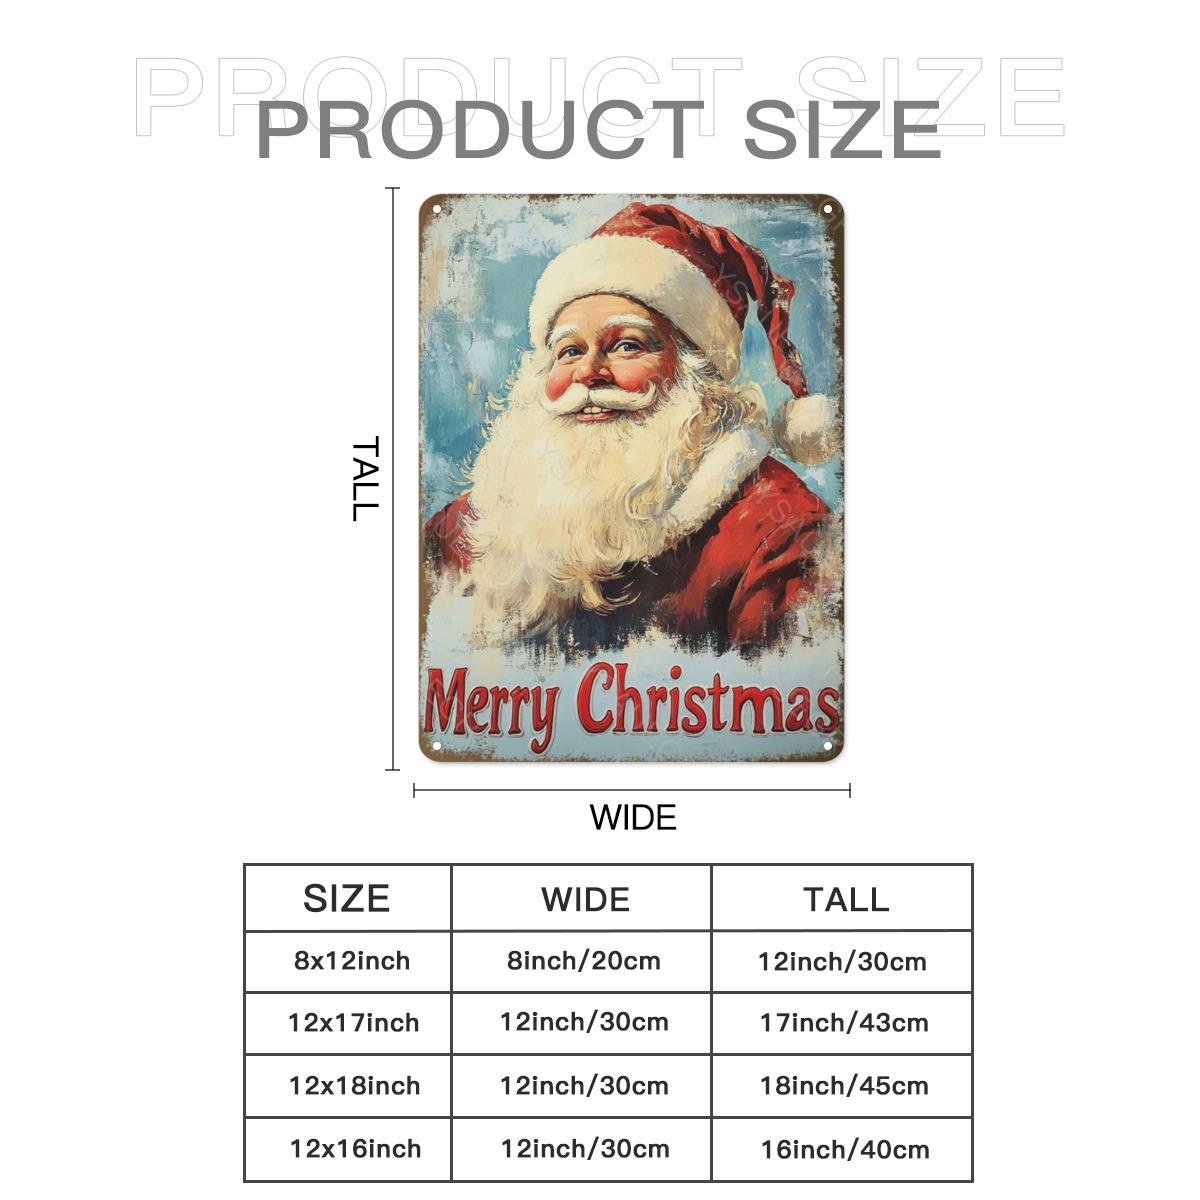 PRODUCT SIZE
PRODUCT SIZE
TALL
Merry Christmas
WIDE
SIZE WIDE TALL
8x12inch 8inch/20cm 12inch/30cm
12x17inch 12inch/30cm 17inch/43cm
12x18inch 12inch/30cm 18inch/45cm
12x16inch 12inch/30cm 16inch/40cm